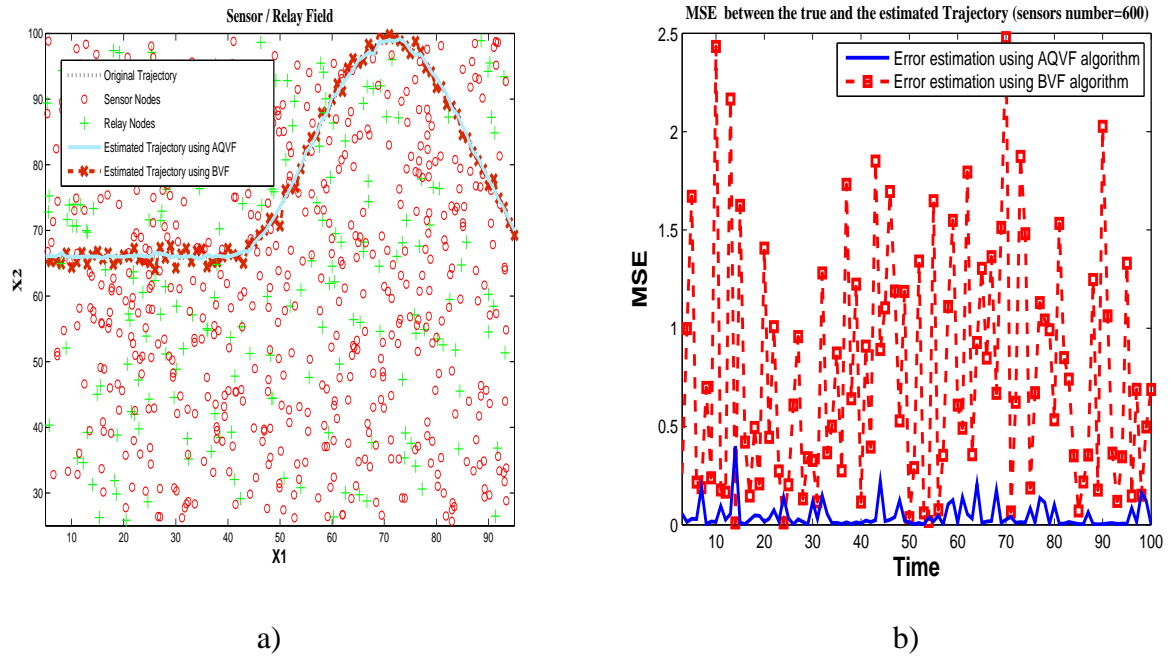 Sensor / Relay Field
100
90
80
70
60
50
40
30
X2
Original Trajectory
Sensor Nodes
Relay Nodes
Estimated Trajectory using AQVF
Estimated Trajectory using BVF
10 20 30 40 50 60 70 80 90
X1
a)
MSE between the true and the estimated Trajectory (sensors number=600)
2.5
2
1.5
1
0.5
0
MSE
Error estimation using AQVF algorithm
Error estimation using BVF algorithm
10 20 30 40 50 60 70 80 90 100
Time
b)